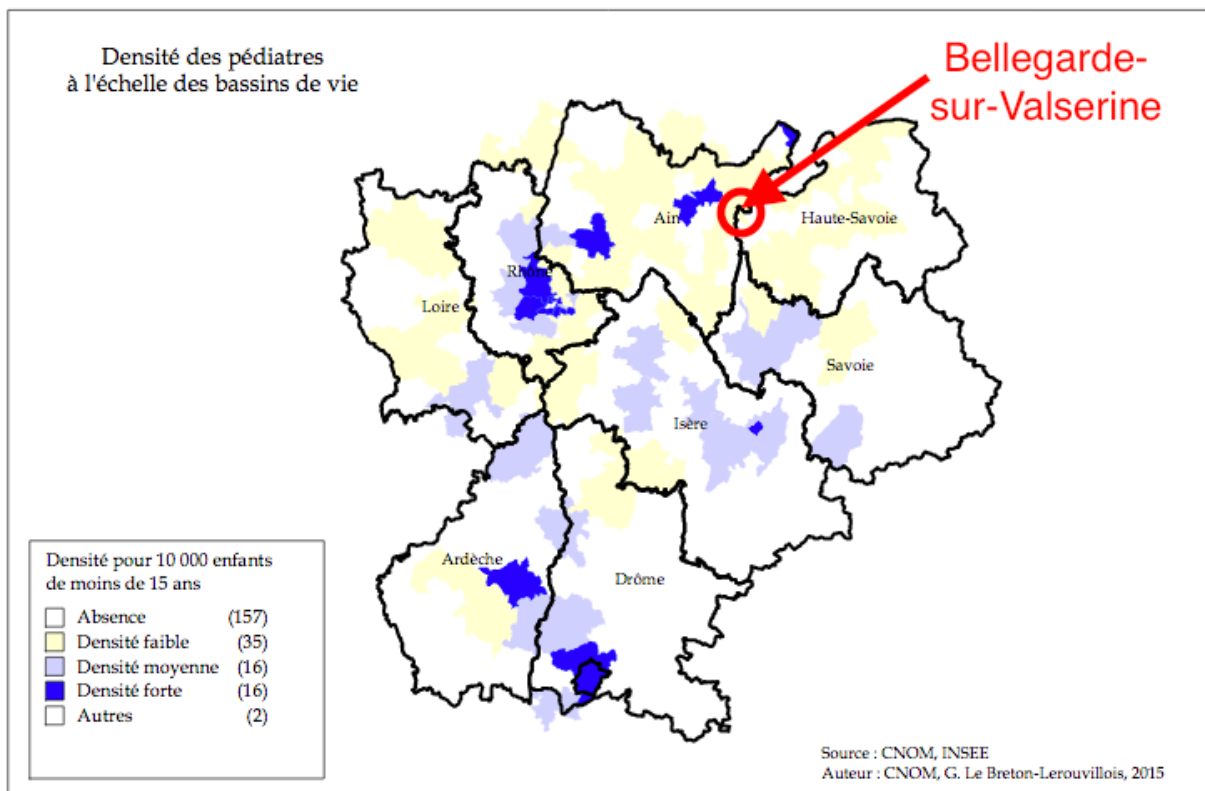 Densité des pédiatres
à l'échelle des bassins de vie
Bellegarde-
sur-Valserine
Ain
Haute-Savoie
Rhône
Loire
Savoie
Isère
Ardèche
Drôme
Densité pour 10 000 enfants
de moins de 15 ans
Absence (157)
Densité faible (35)
Densité moyenne (16)
Densité forte (16)
Autres (2)
Source : CNOM, INSEE
Auteur : CNOM, G. Le Breton-Lerouvillois, 2015